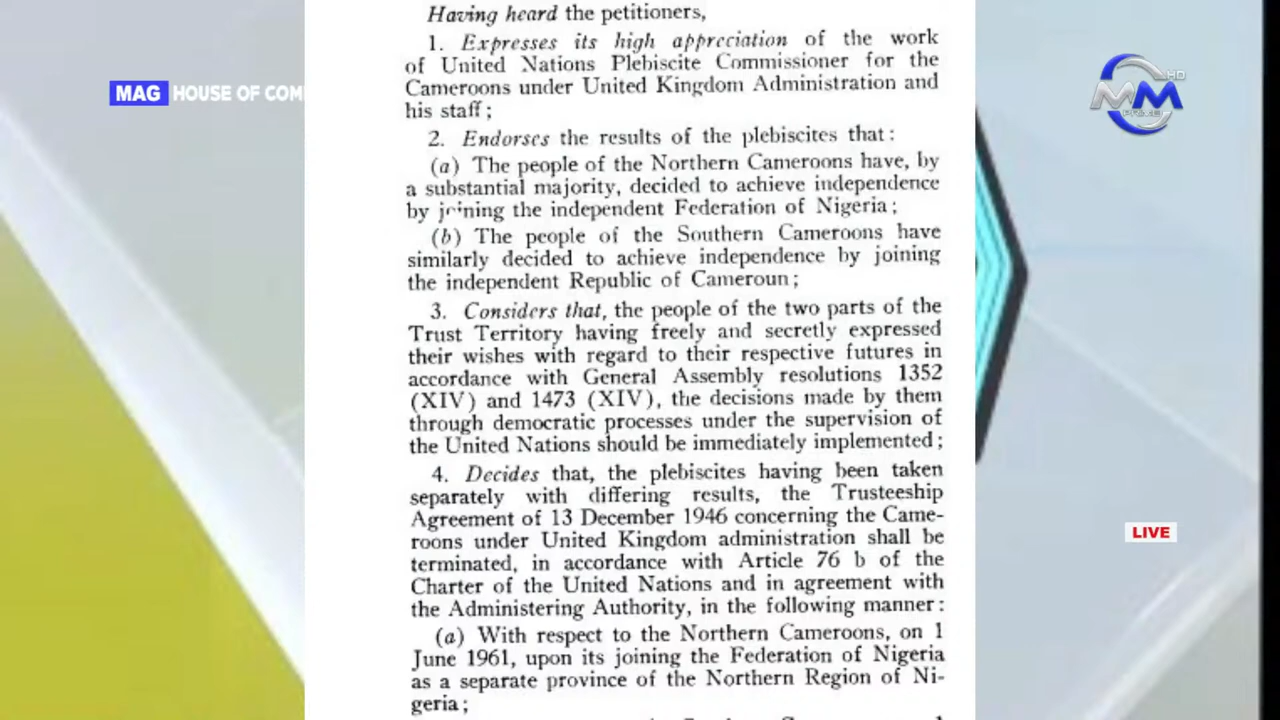 Having heard the petitioners,
1. Expresses its high appreciation of the work
of United Nations Plebiscite Commissioner for the
Cameroons under United Kingdom Administration and
his staff;
2. Endorses the results of the plebiscites that:
(a) The people of the Northern Cameroons have, by
a substantial majority, decided to achieve independence
by joining the independent Federation of Nigeria;
(b) The people of the Southern Cameroons have
similarly decided to achieve independence by joining
the independent Republic of Cameroun;
3. Considers that, the people of the two parts of the
Trust Territory having freely and secretly expressed
their wishes with regard to their respective futures in
accordance with General Assembly resolutions 1352
(XIV) and 1473 (XIV), the decisions made by them
through democratic processes under the supervision of
the United Nations should be immediately implemented;
4. Decides that, the plebiscites having been taken
separately with differing results, the Trusteeship
Agreement of 13 December 1946 concerning the Came-
roons under United Kingdom administration shall be
terminated, in accordance with Article 76 b of the
Charter of the United Nations and in agreement with
the Administering Authority, in the following manner:
(a) With respect to the Northern Cameroons, on 1
June 1961, upon its joining the Federation of Nigeria
as a separate province of the Northern Region of Ni-
geria;
MAG HOUSE OF COM
MM HD
PRIME
LIVE